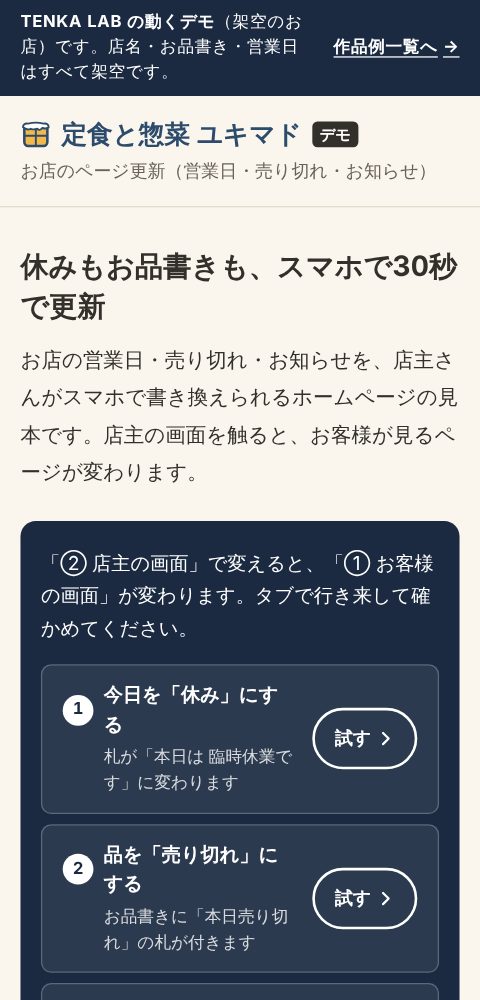 TENKA LAB の動くデモ（架空のお
店）です。店名・お品書き・営業日
はすべて架空です。
作品例一覧へ →
定食と惣菜 ユキマド デモ
お店のページ更新（営業日・売り切れ・お知らせ）
休みもお品書きも、スマホで30秒
で更新
お店の営業日・売り切れ・お知らせを、店主さ
んがスマホで書き換えられるホームページの見
本です。店主の画面を触ると、お客様が見るペ
ージが変わります。
「② 店主の画面」で変えると、「① お客様
の画面」が変わります。タブで行き来して確
かめてください。
1
今日を「休み」にす
る
札が「本日は 臨時休業で
す」に変わります
試す
2
品を「売り切れ」に
する
お品書きに「本日売り切
れ」の札が付きます
試す